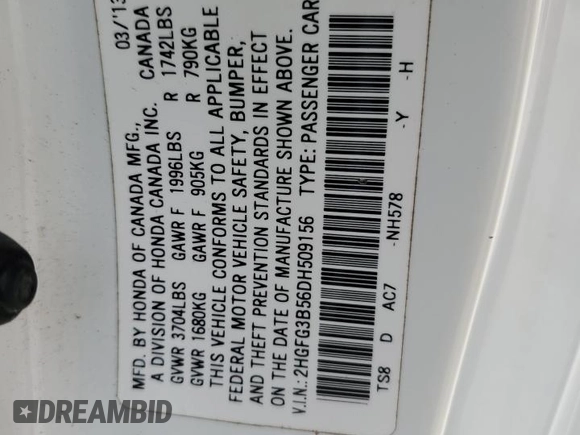 MFD. BY HONDA OF CANADA MFG., 03/'13
A DIVISION OF HONDA CANADA INC. CANADA
GVWR 3704LBS GAWR F 1996LBS R 1742LBS
GVWR 1680KG GAWR F 905KG R 790KG
THIS VEHICLE CONFORMS TO ALL APPLICABLE
FEDERAL MOTOR VEHICLE SAFETY, BUMPER,
AND THEFT PREVENTION STANDARDS IN EFFECT
ON THE DATE OF MANUFACTURE SHOWN ABOVE.
V.I.N.: 2HGFG3B56DH509156 TYPE: PASSENGER CAR
TS8 D AC7 -NH578 -Y -H
DREAMBID